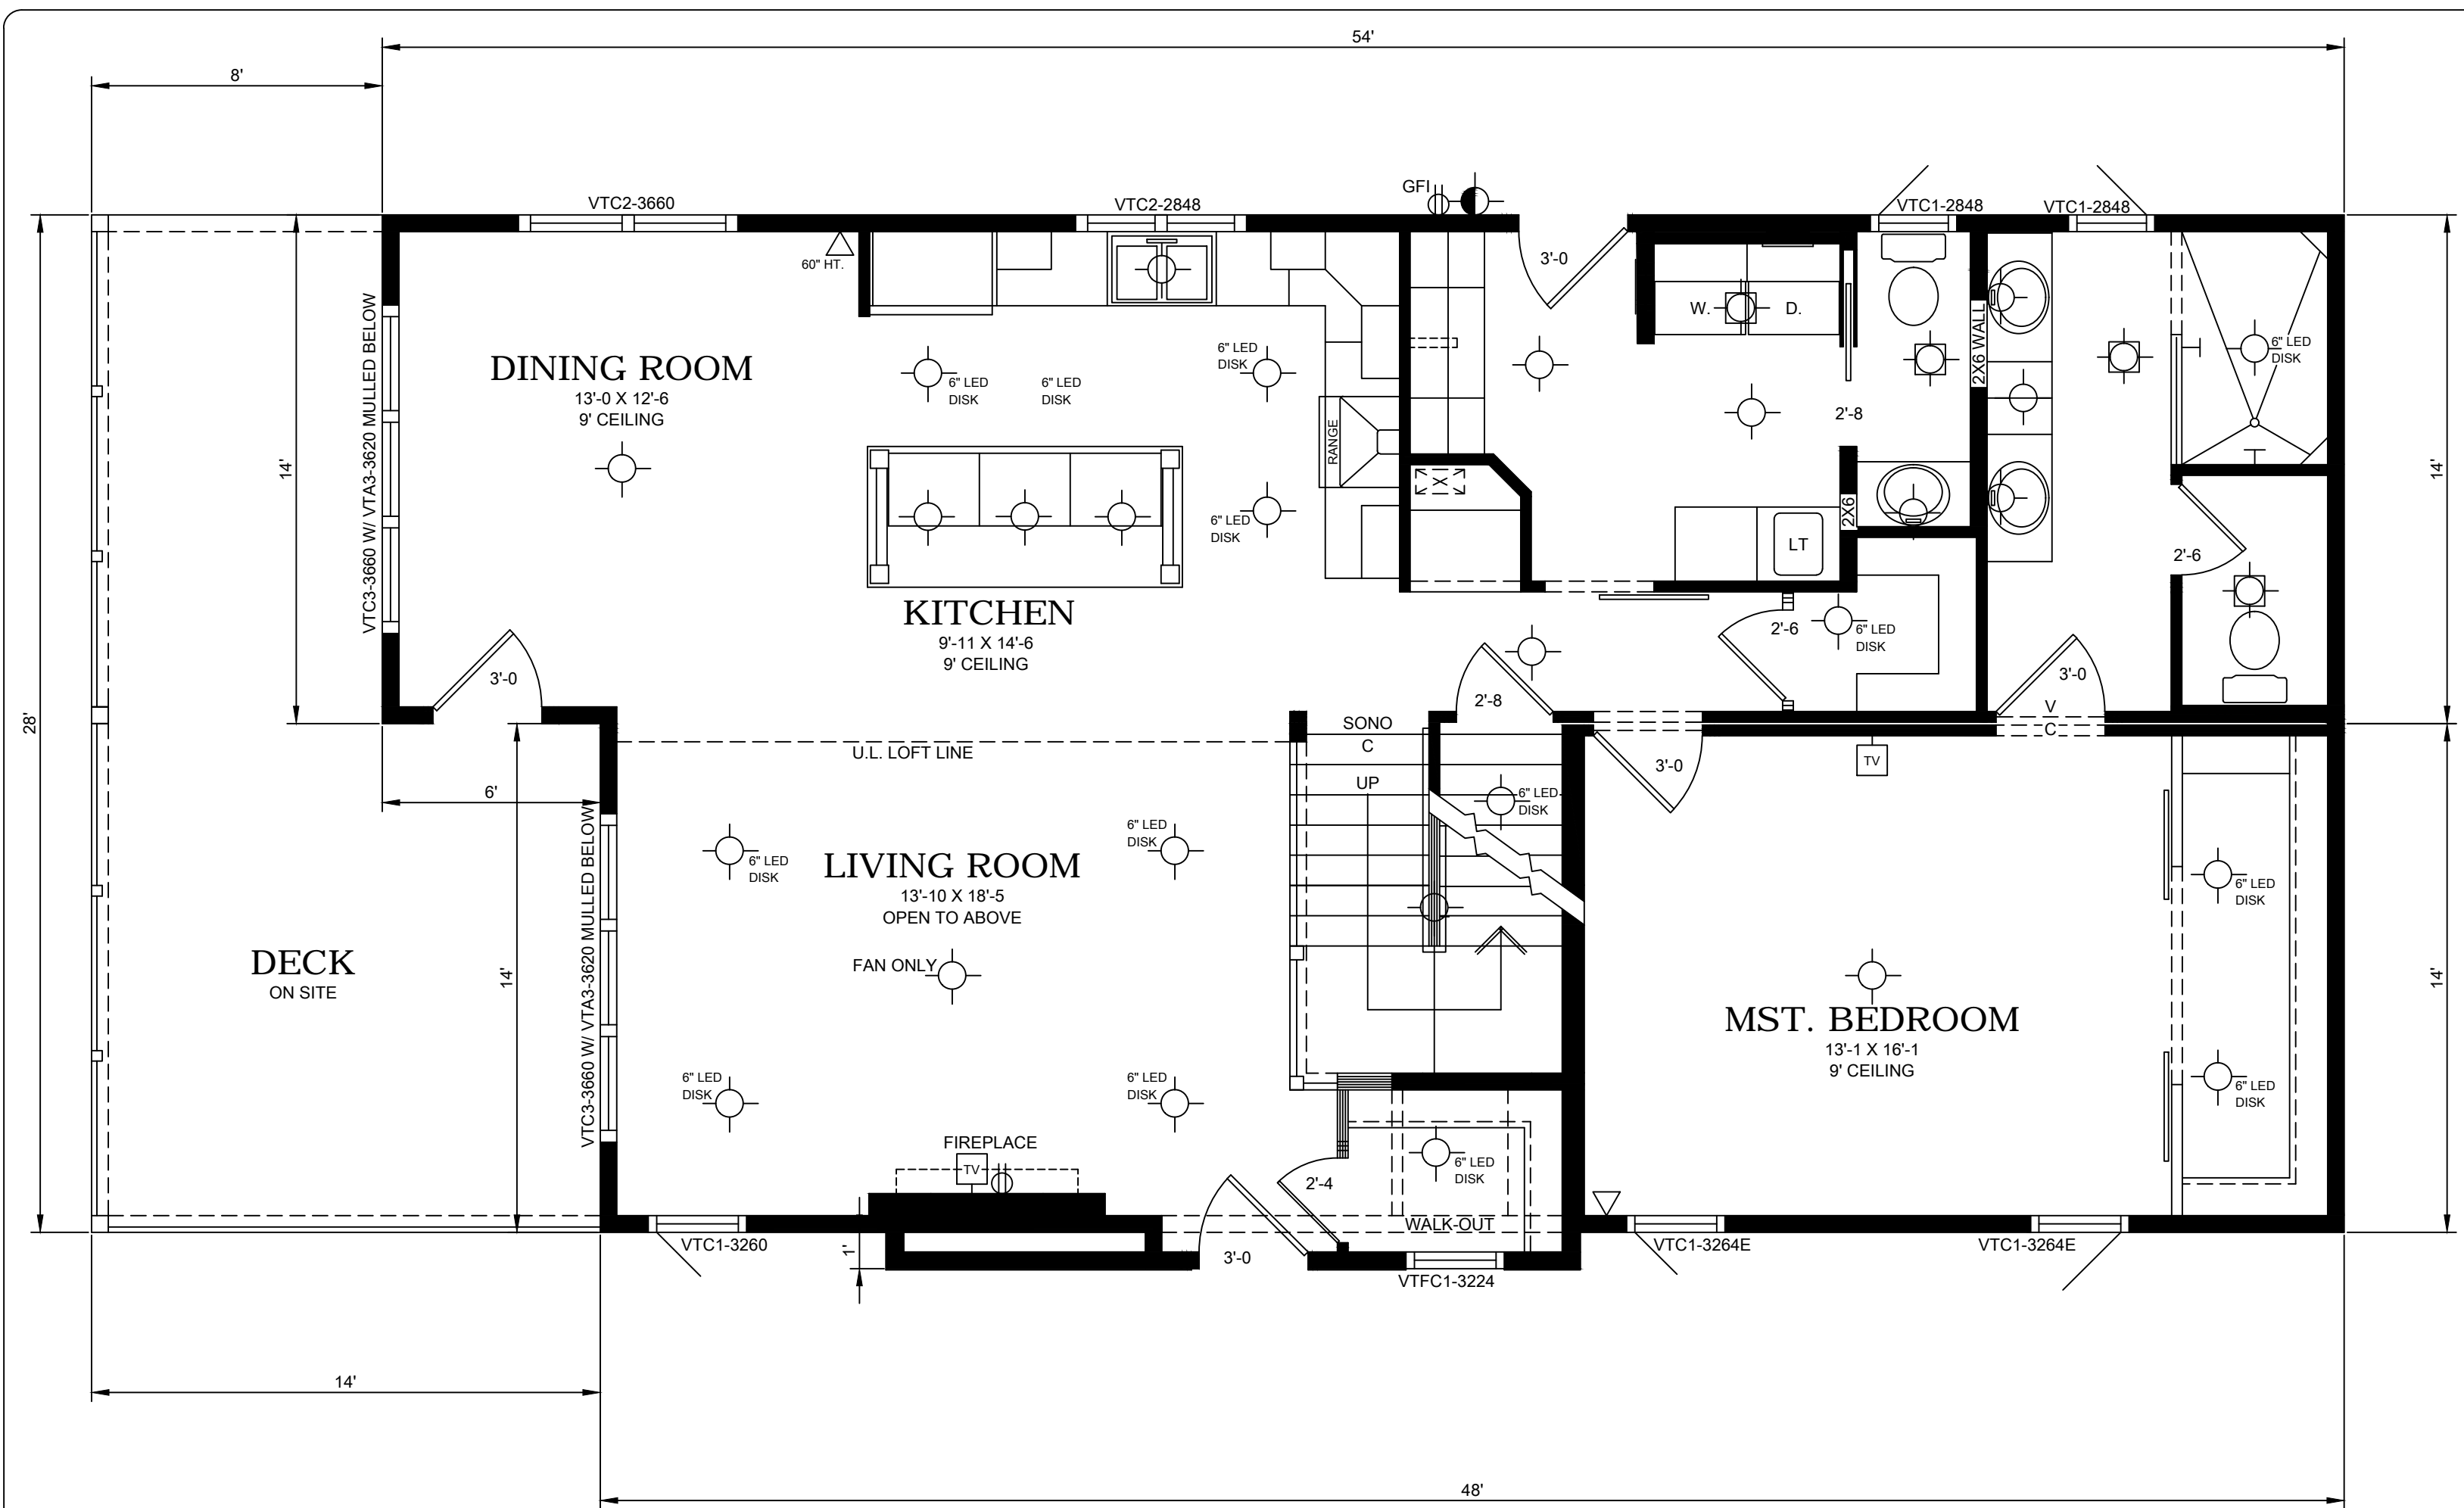 54'
8'
GFI
VTC2-3660
VTC2-2848
VTC1-2848
VTC1-2848
60" HT.
3'-0
W.
D.
2X6 WALL
6" LED
DISK
DINING ROOM
13'-0 X 12'-6
9' CEILING
VTC3-3660 W/ VTA3-3620 MULLED BELOW
6" LED
DISK
6" LED
DISK
6" LED
DISK
RANGE
2'-8
14'
14'
X
6" LED
DISK
2X6
LT
2'-6
KITCHEN
9'-11 X 14'-6
9' CEILING
2'-6
6" LED
DISK
3'-0
3'-0
2'-8
28'
V
C
SONO
C
UP
U.L. LOFT LINE
3'-0
TV
6'
6" LED
DISK
6" LED
DISK
6" LED
DISK
LIVING ROOM
13'-10 X 18'-5
OPEN TO ABOVE
FAN ONLY
VTC3-3660 W/ VTA3-3620 MULLED BELOW
14'
14'
DECK
ON SITE
6" LED
DISK
MST. BEDROOM
13'-1 X 16'-1
9' CEILING
6" LED
DISK
6" LED
DISK
6" LED
DISK
FIREPLACE
TV
6" LED
DISK
2'-4
WALK-OUT
1'
VTC1-3260
3'-0
VTFC1-3224
VTC1-3264E
VTC1-3264E
14'
48'